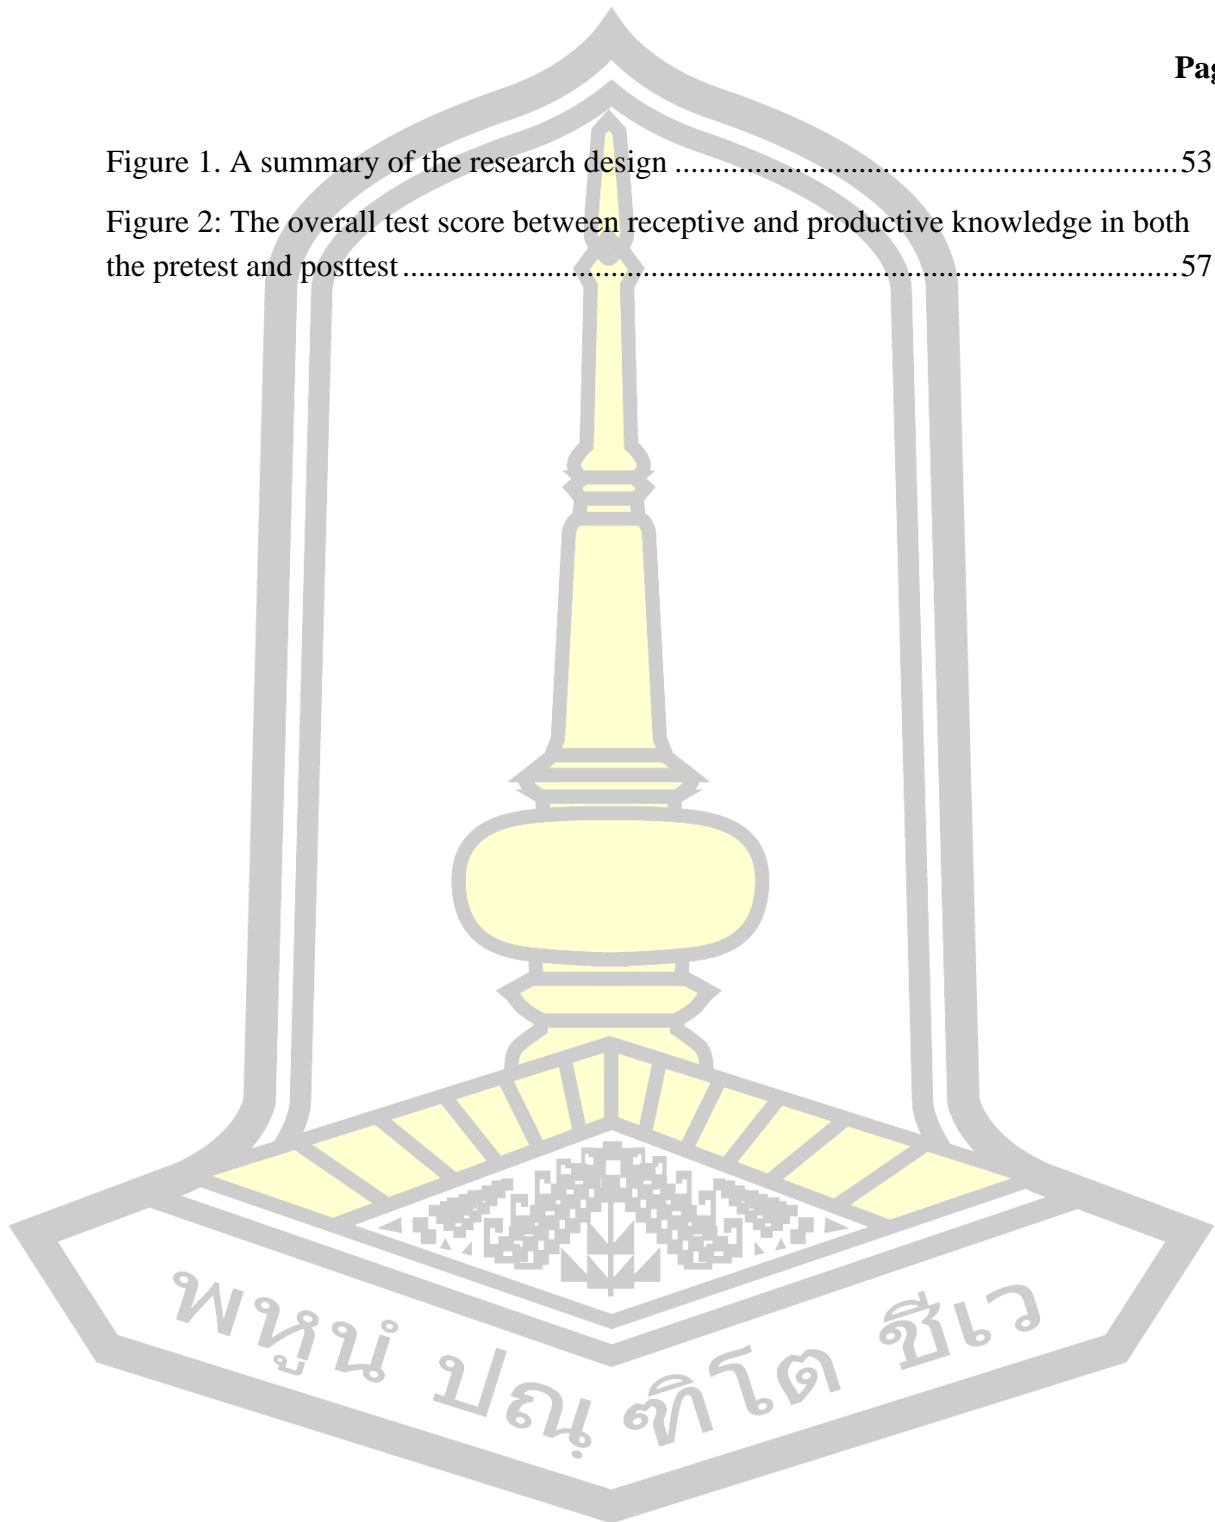 Pag
Figure 1. A summary of the research design ..............................................................................53
Figure 2: The overall test score between receptive and productive knowledge in both
the pretest and posttest .........................................................................................................................57
พหูนํ ปณฺ ฑิโต ชีเว